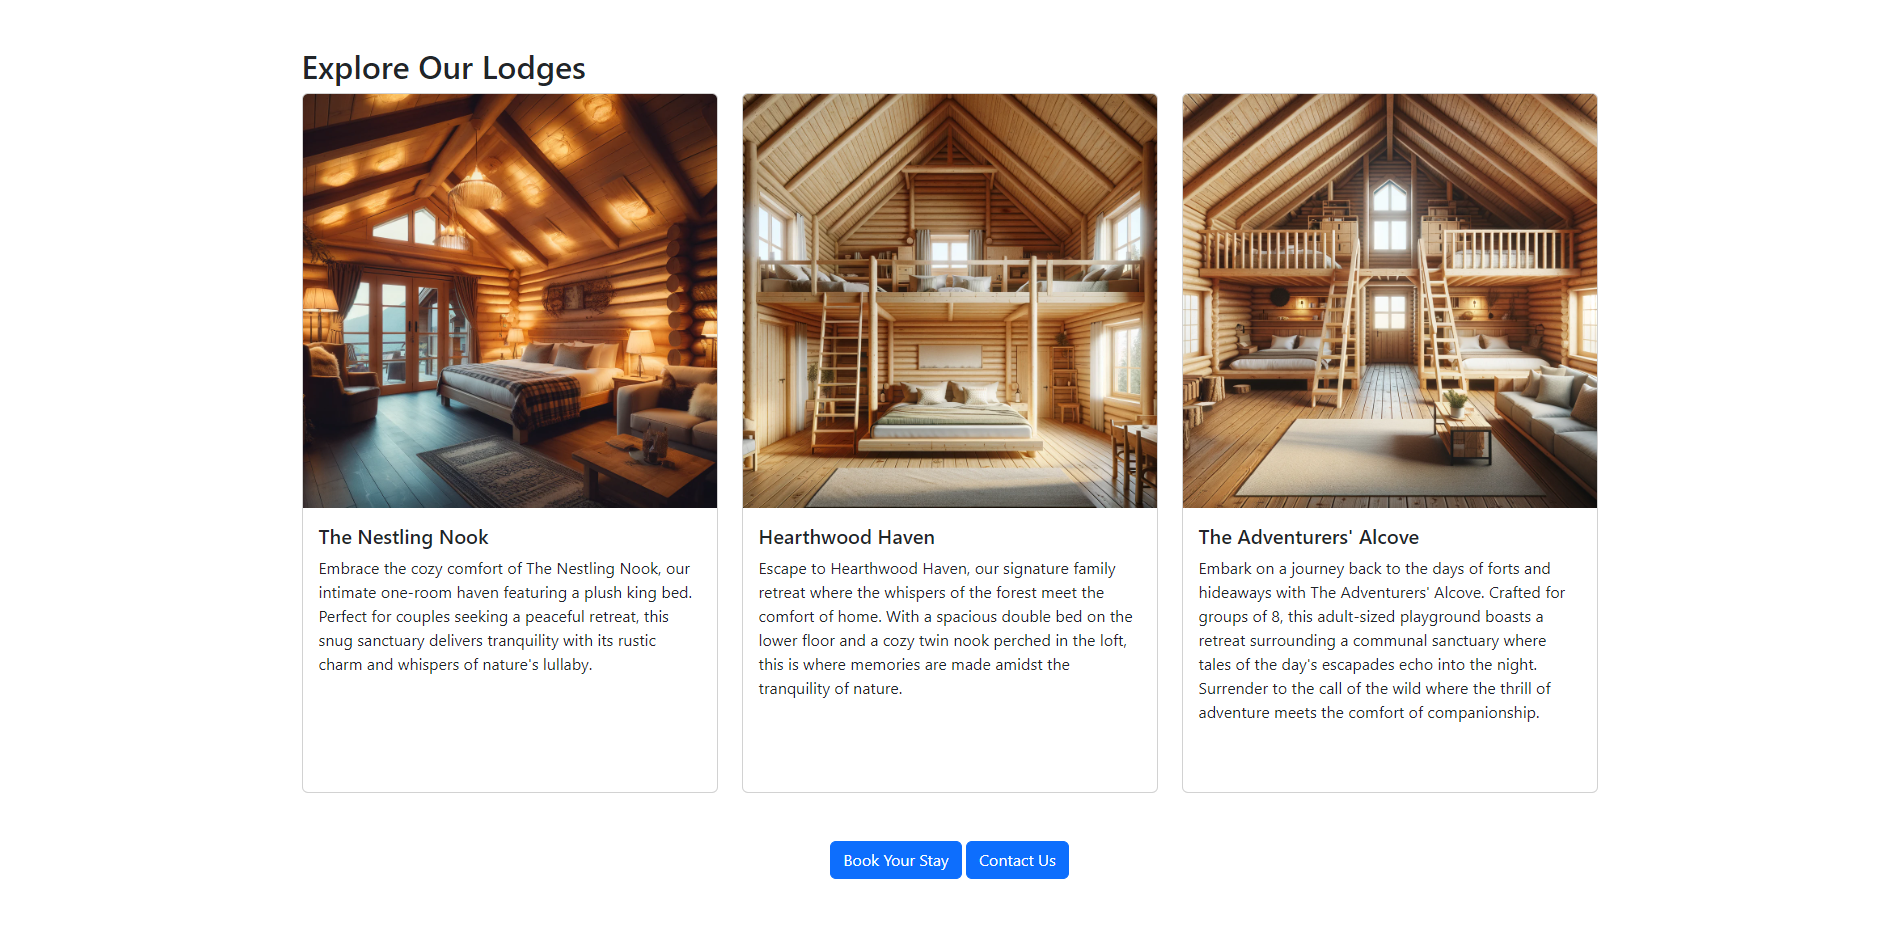 Explore Our Lodges
The Nestling Nook
Embrace the cozy comfort of The Nestling Nook, our
intimate one-room haven featuring a plush king bed.
Perfect for couples seeking a peaceful retreat, this
snug sanctuary delivers tranquility with its rustic
charm and whispers of nature's lullaby.
Hearthwood Haven
Escape to Hearthwood Haven, our signature family
retreat where the whispers of the forest meet the
comfort of home. With a spacious double bed on the
lower floor and a cozy twin nook perched in the loft,
this is where memories are made amidst the
tranquility of nature.
The Adventurers' Alcove
Embark on a journey back to the days of forts and
hideaways with The Adventurers' Alcove. Crafted for
groups of 8, this adult-sized playground boasts a
retreat surrounding a communal sanctuary where
tales of the day's escapades echo into the night.
Surrender to the call of the wild where the thrill of
adventure meets the comfort of companionship.
Book Your Stay
Contact Us